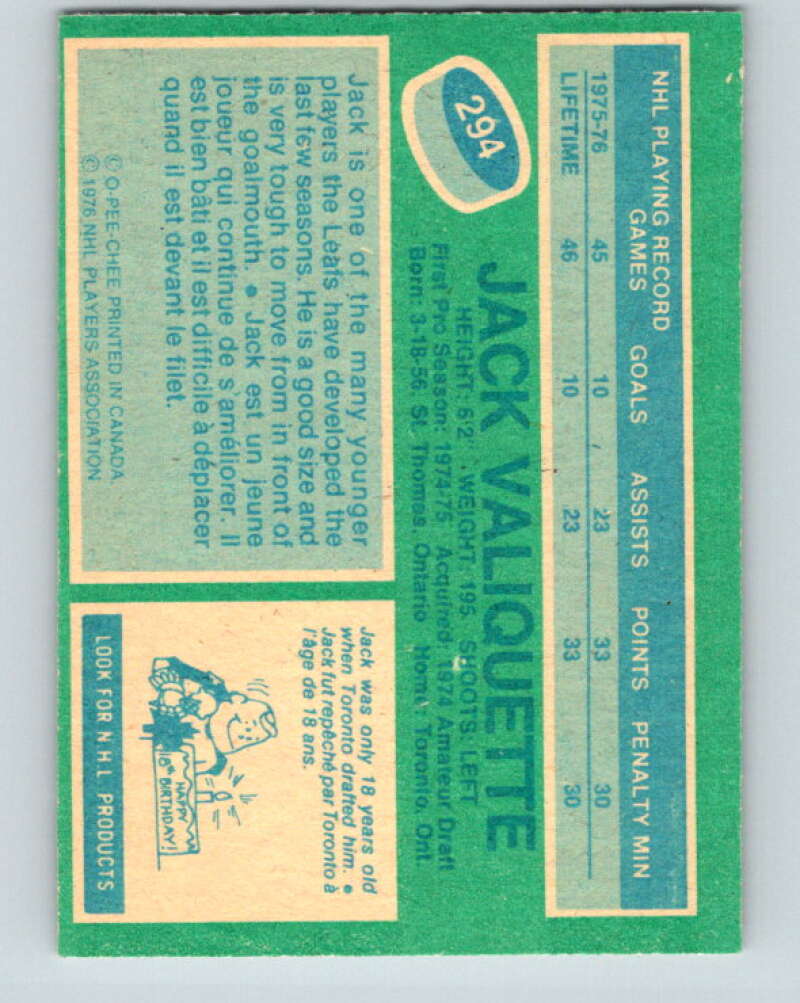 NHL PLAYING RECORD
GAMES GOALS ASSISTS POINTS PENALTY MIN
1975-76 45 10 23 33 30
LIFETIME 46 10 23 33 30
294
JACK VALIQUETTE
HEIGHT: 6'2" WEIGHT: 195 SHOOTS: LEFT
First Pro Season: 1974-75 Acquired: 1974 Amateur Draft
Born: 3-18-56, St. Thomas, Ontario Home: Toronto, Ont.
Jack is one of the many younger
players the Leafs have developed the
last few seasons. He is a good size and
is very tough to move from in front of
the goalmouth. • Jack est un jeune
joueur qui continue de s'améliorer. Il
est bien bâti et il est difficile à déplacer
quand il est devant le filet.
© O-PEE-CHEE PRINTED IN CANADA
© 1976 NHL PLAYERS ASSOCIATION
Jack was only 18 years old
when Toronto drafted him. •
Jack fut repêché par Toronto à
l'âge de 18 ans.
HAPPY
18th BIRTHDAY!
LOOK FOR N.H.L PRODUCTS